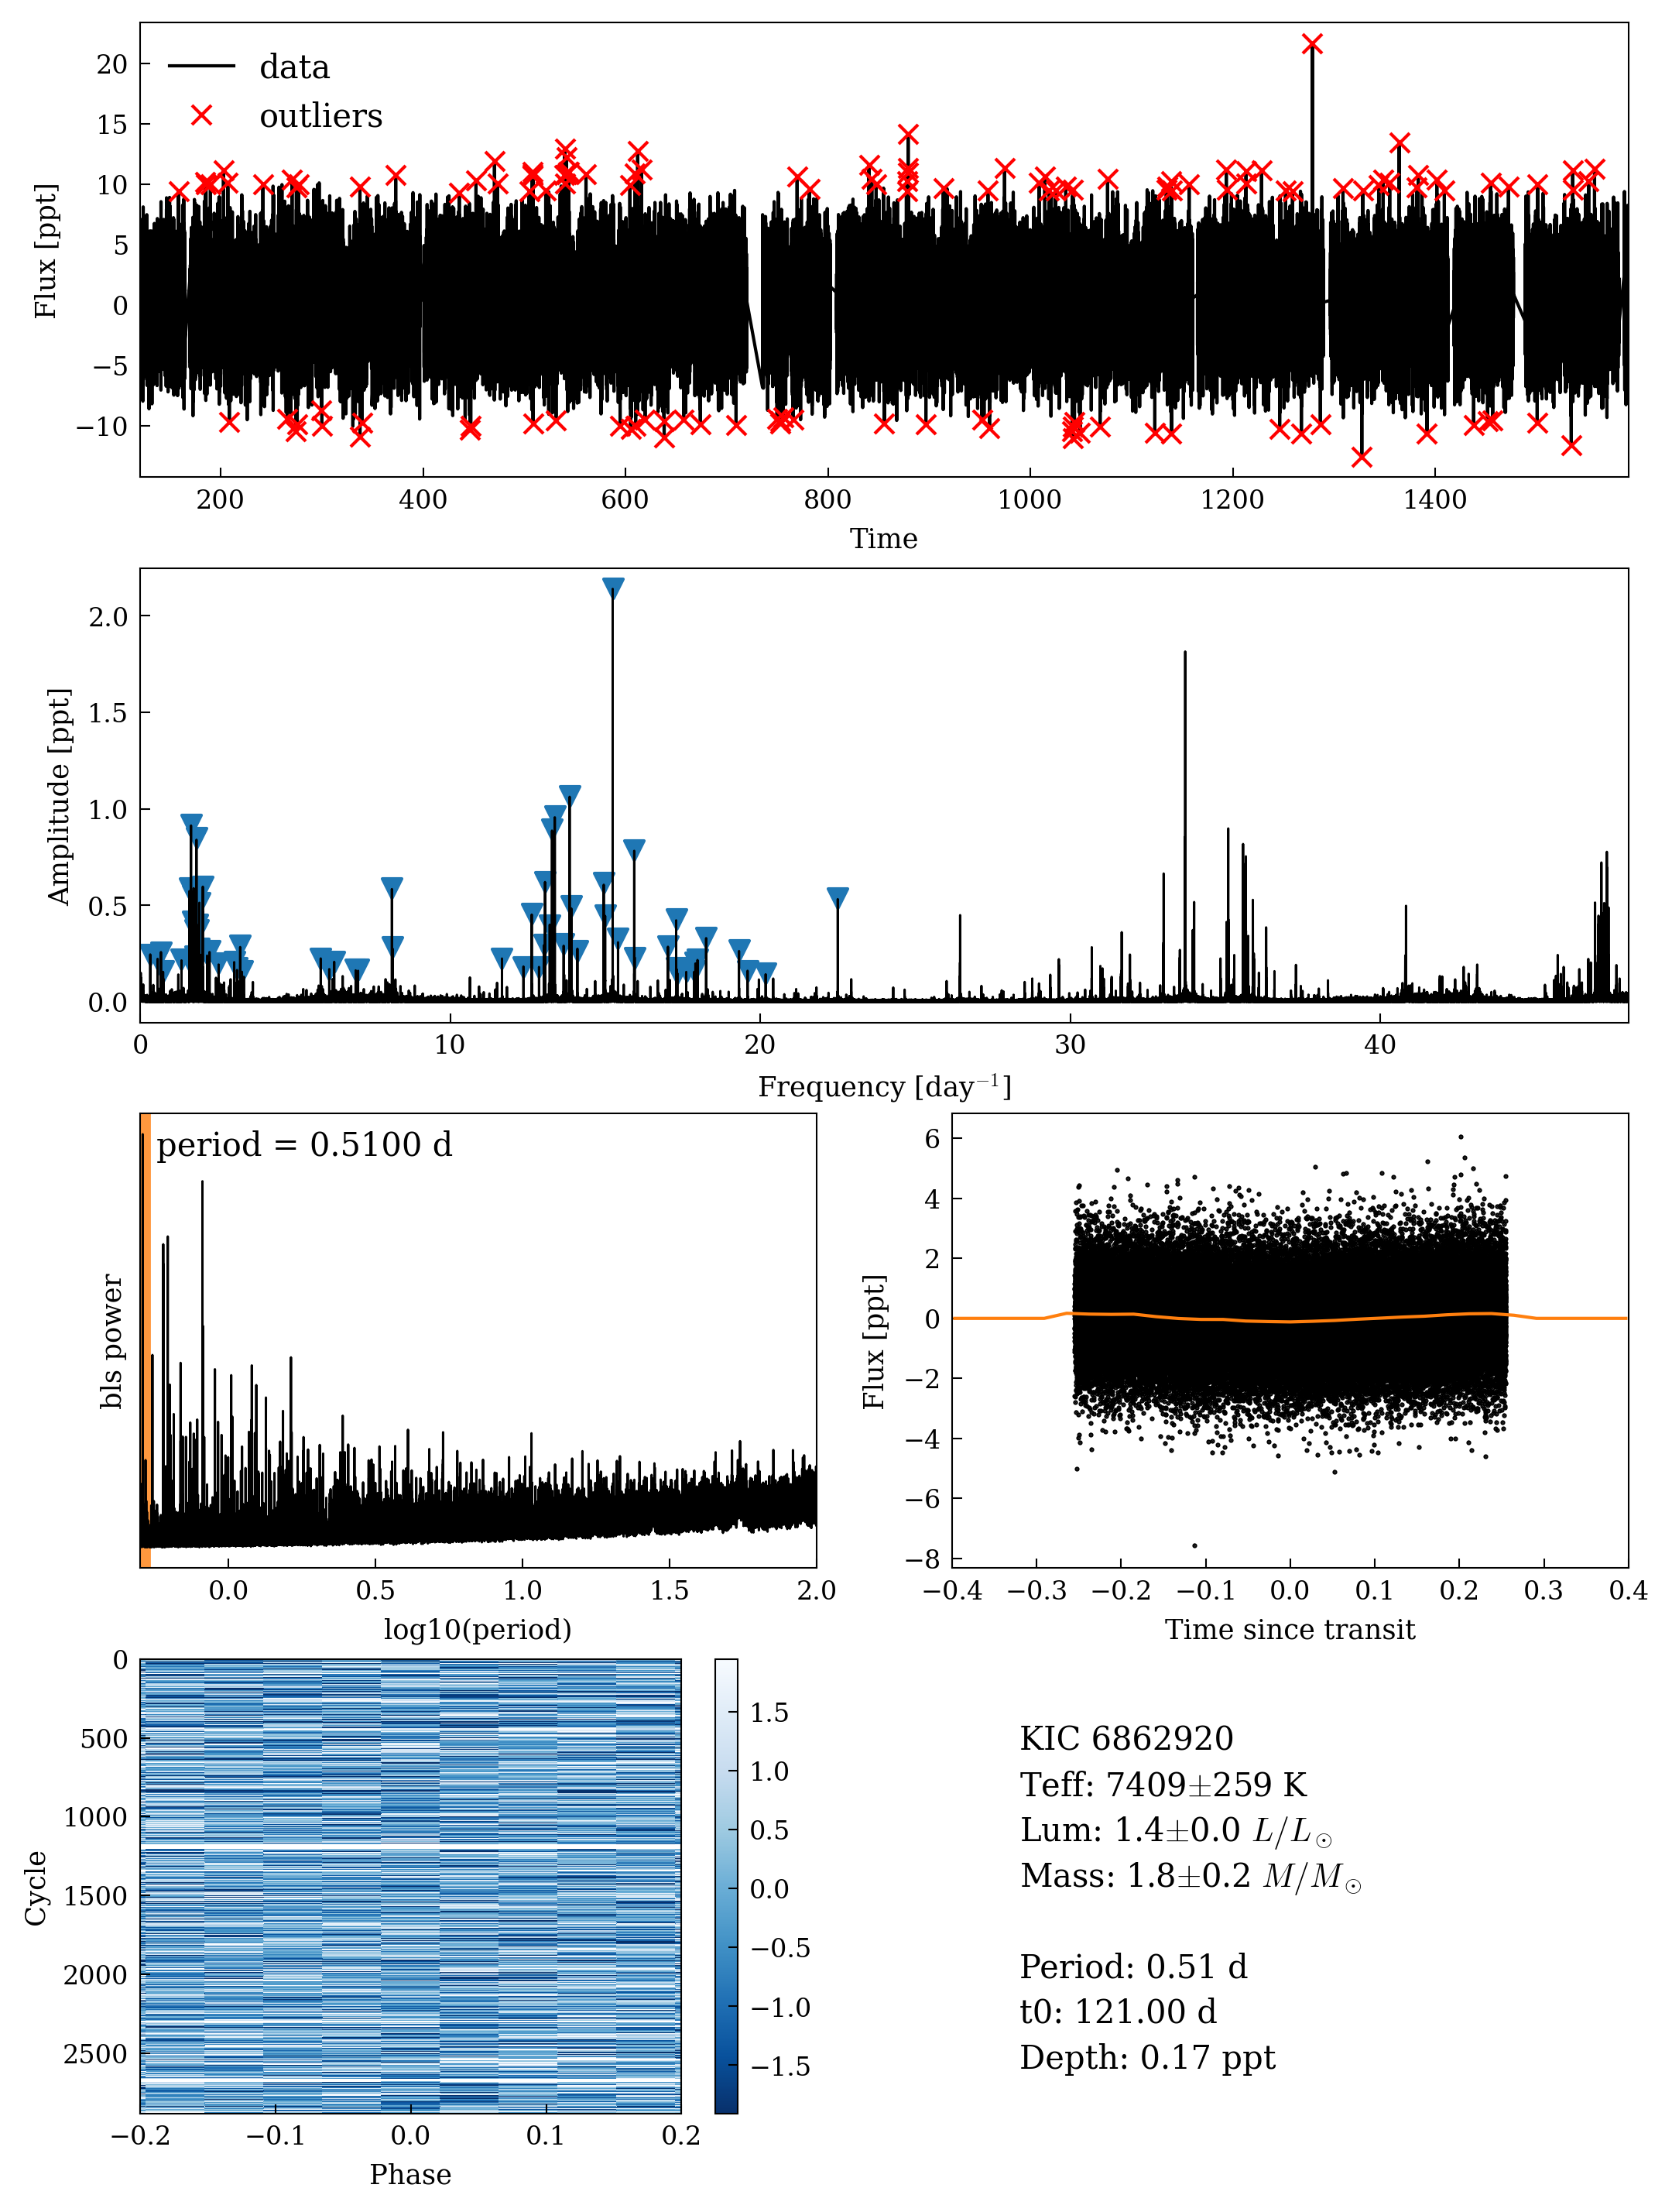 data
outliers
20
15
10
5
0
−5
−10
Flux [ppt]
200 400 600 800 1000 1200 1400
Time
2.0
1.5
1.0
0.5
0.0
Amplitude [ppt]
0 10 20 30 40
Frequency [day⁻¹]
period = 0.5100 d
bls power
0.0 0.5 1.0 1.5 2.0
log10(period)
6
4
2
0
−2
−4
−6
−8
Flux [ppt]
−0.4 −0.3 −0.2 −0.1 0.0 0.1 0.2 0.3 0.4
Time since transit
0
500
1000
1500
2000
2500
Cycle
−0.2 −0.1 0.0 0.1 0.2
Phase
1.5
1.0
0.5
0.0
−0.5
−1.0
−1.5
KIC 6862920
Teff: 7409±259 K
Lum: 1.4±0.0 L/L⊙
Mass: 1.8±0.2 M/M⊙
Period: 0.51 d
t0: 121.00 d
Depth: 0.17 ppt